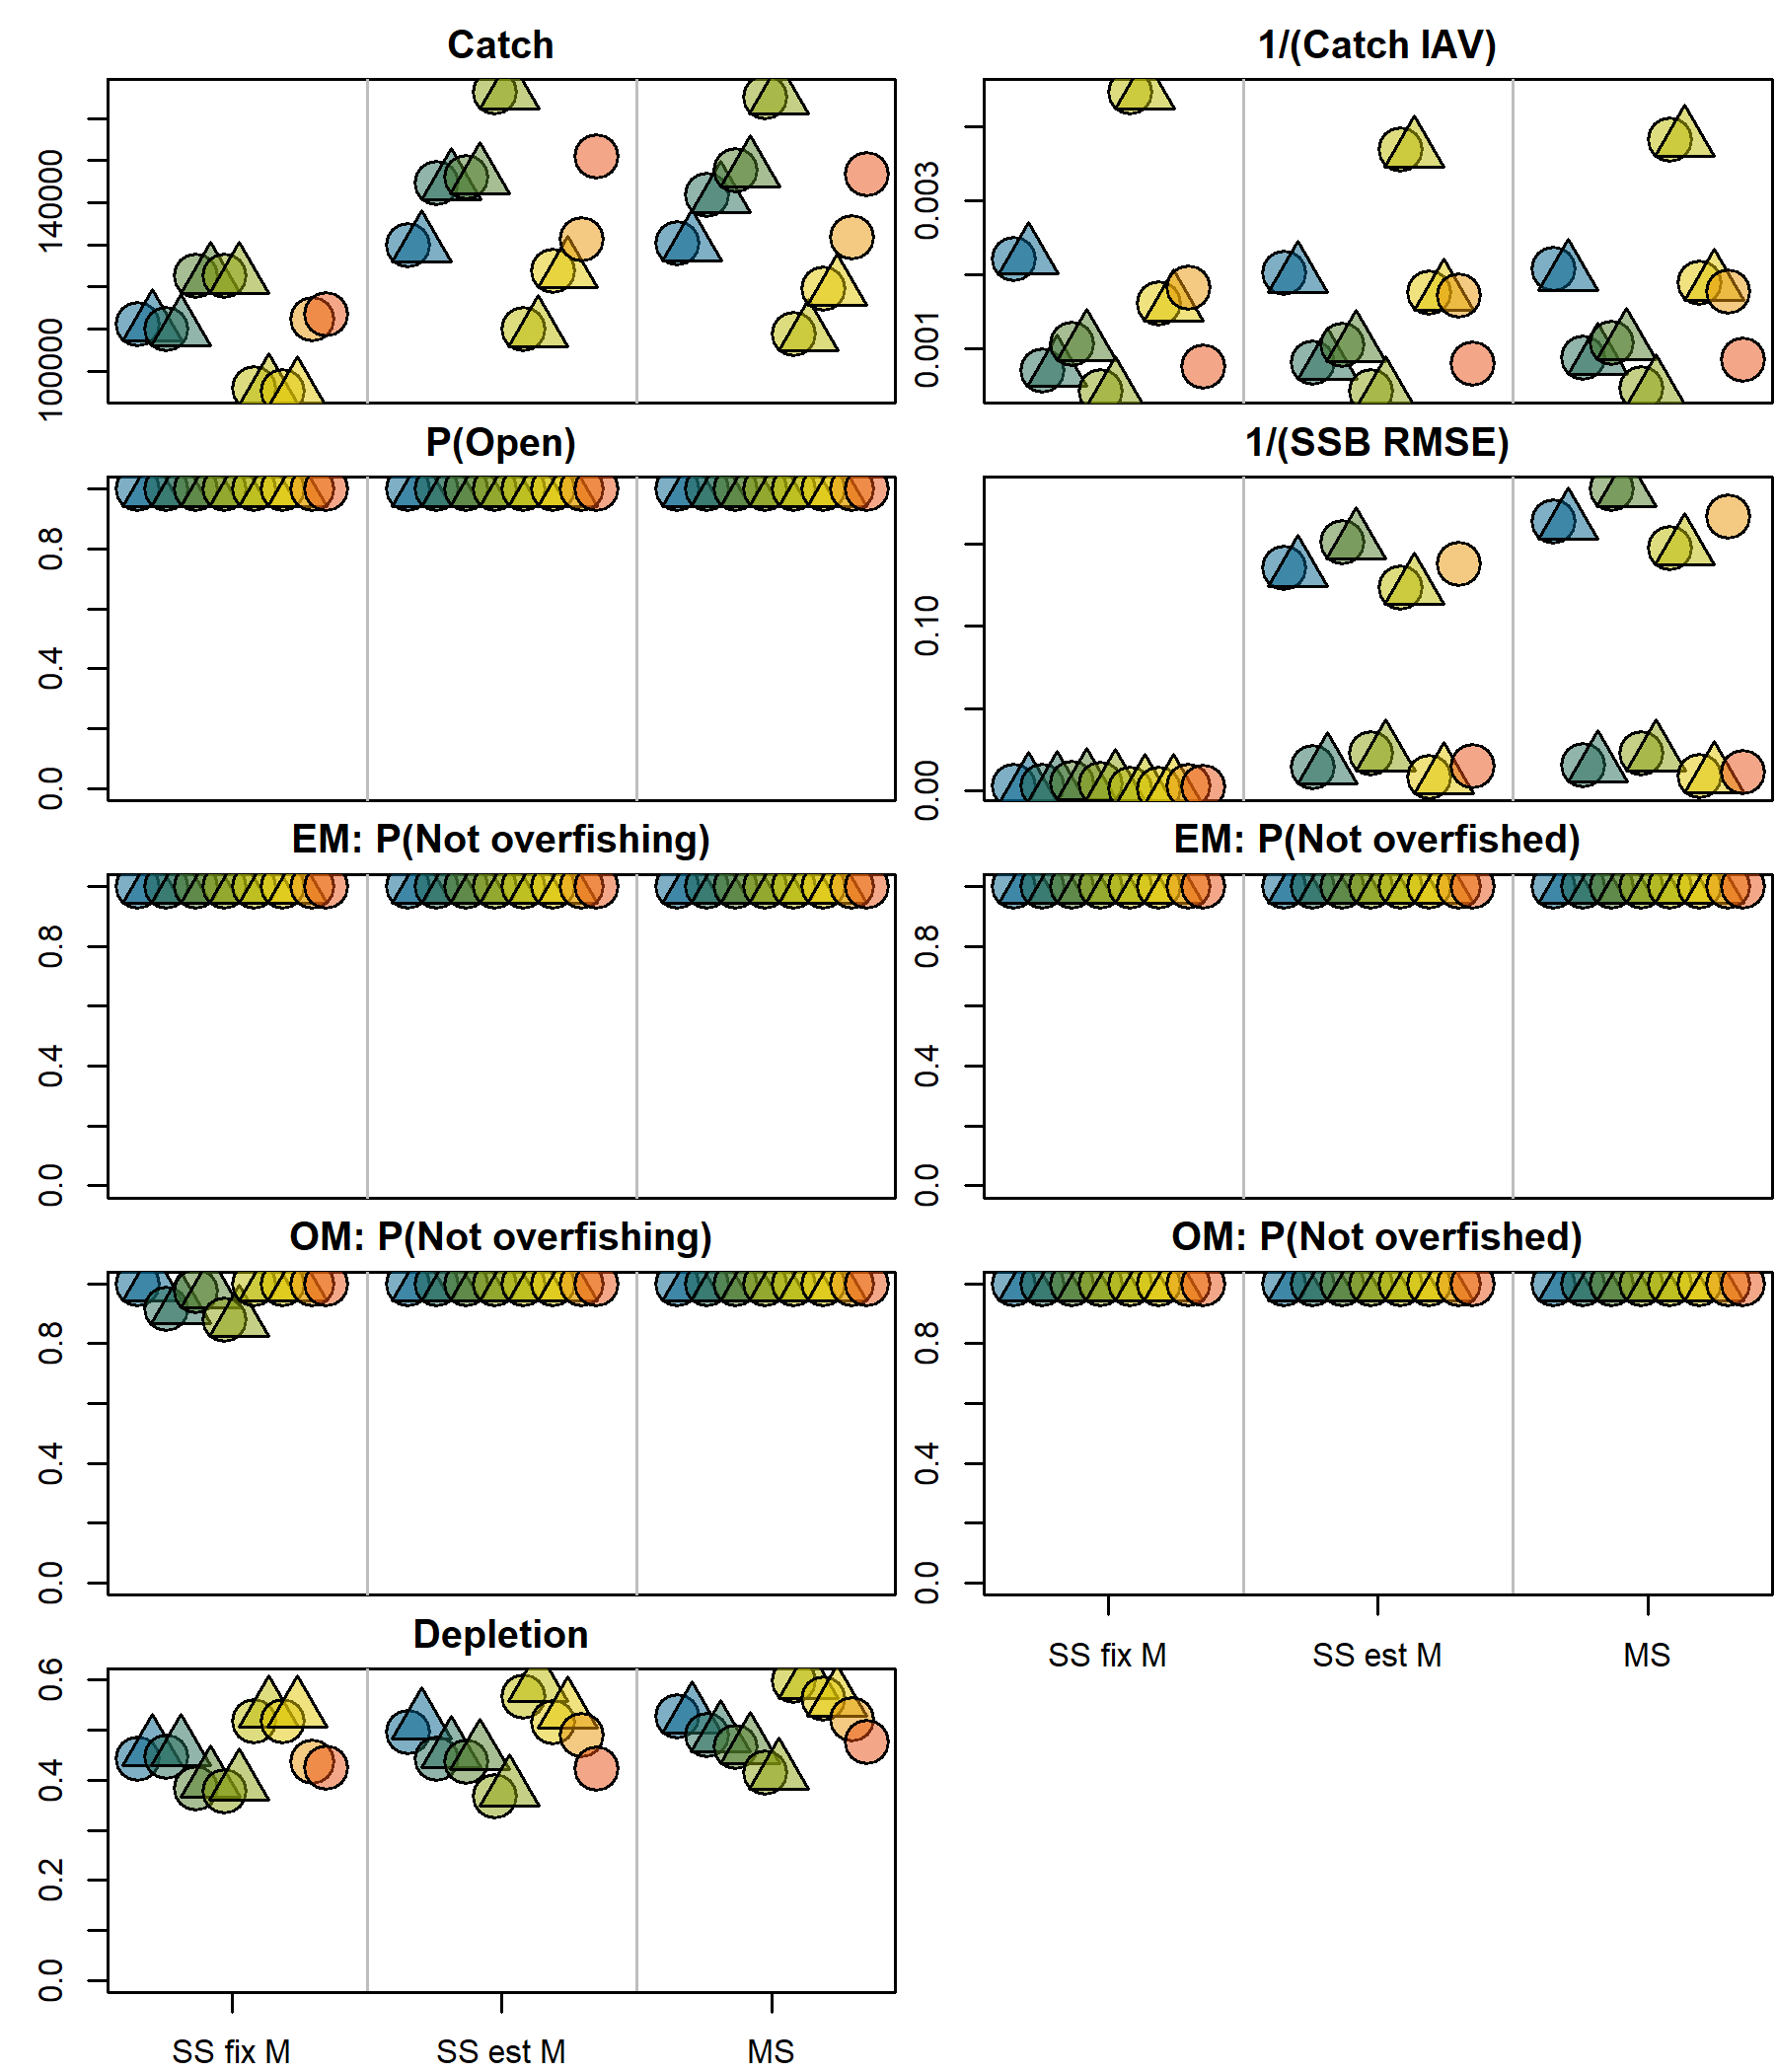 Catch
1/(Catch IAV)
140000
100000
0.003
0.001
P(Open)
1/(SSB RMSE)
0.8
0.4
0.0
0.10
0.00
EM: P(Not overfishing)
EM: P(Not overfished)
0.8
0.4
0.0
0.8
0.4
0.0
OM: P(Not overfishing)
OM: P(Not overfished)
0.8
0.4
0.0
0.8
0.4
0.0
SS fix M
SS est M
MS
Depletion
0.6
0.4
0.2
0.0
SS fix M
SS est M
MS